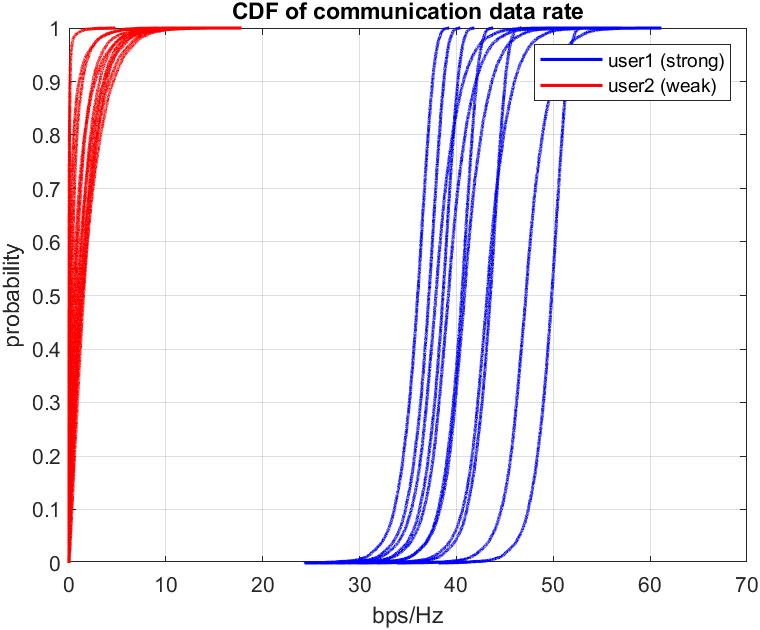 CDF of communication data rate
user1 (strong)
user2 (weak)
probability
1
0.9
0.8
0.7
0.6
0.5
0.4
0.3
0.2
0.1
0
0 10 20 30 40 50 60 70
bps/Hz